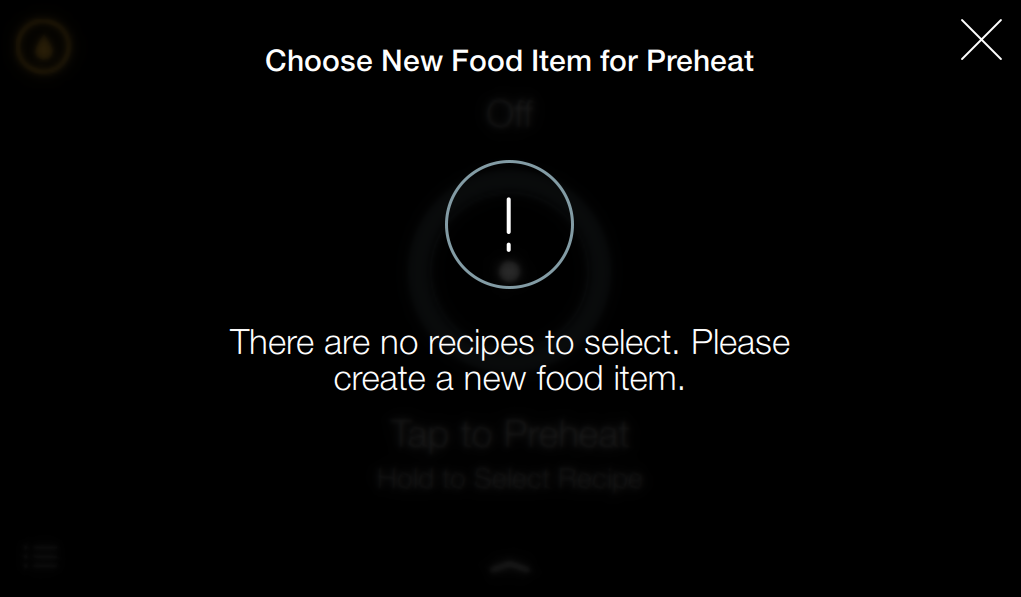 Choose New Food Item for Preheat
Off
There are no recipes to select. Please
create a new food item.
Tap to Preheat
Hold to Select Recipe